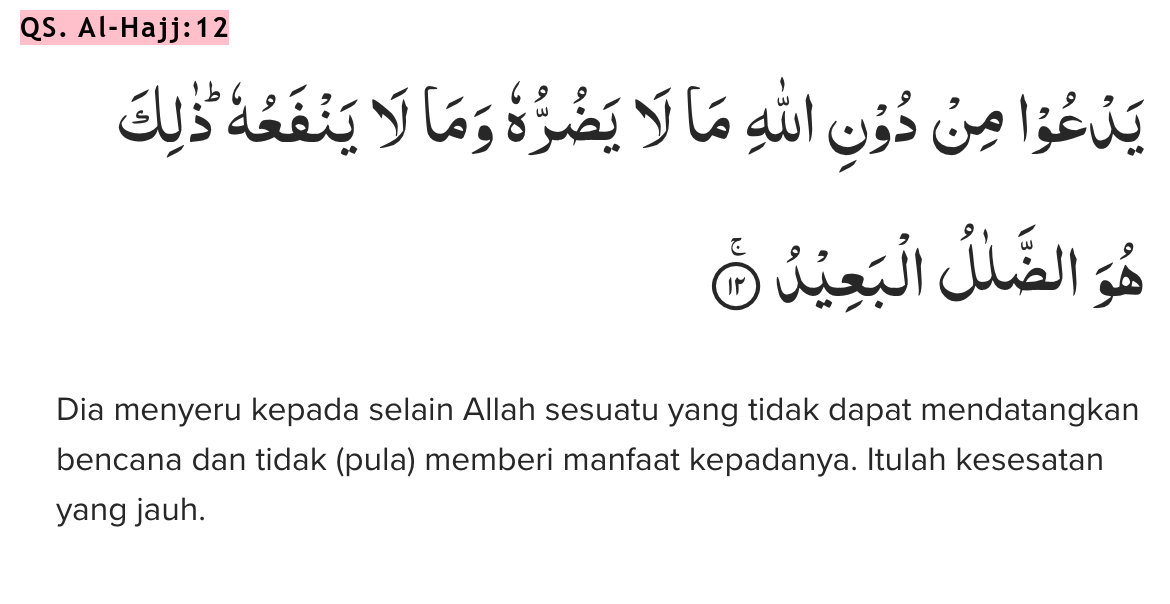 QS. Al-Hajj:12
يَدْعُوْا مِنْ دُوْنِ اللّٰهِ مَا لَا يَضُرُّهٗ وَمَا لَا يَنْفَعُهٗ ۗذٰلِكَ
هُوَ الضَّلٰلُ الْبَعِيْدُ ۚ ١٢
Dia menyeru kepada selain Allah sesuatu yang tidak dapat mendatangkan
bencana dan tidak (pula) memberi manfaat kepadanya. Itulah kesesatan
yang jauh.